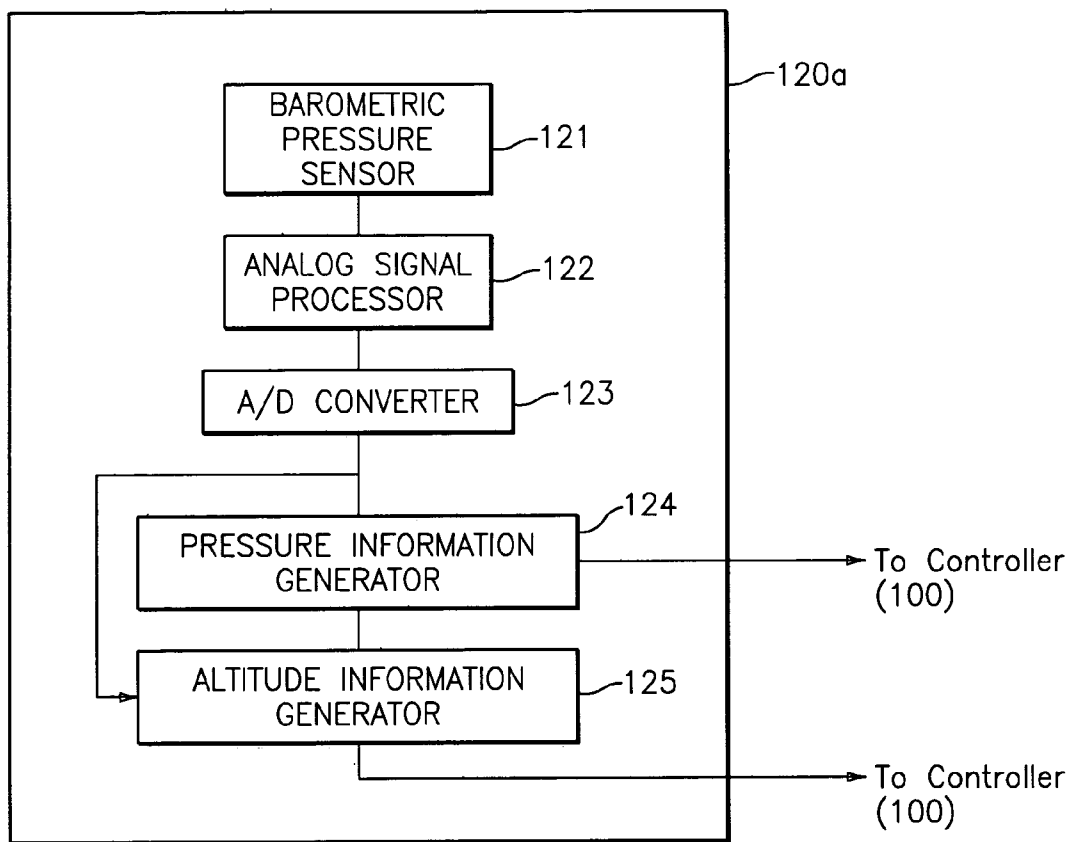 120a
BAROMETRIC
PRESSURE
SENSOR
121
ANALOG SIGNAL
PROCESSOR
122
A/D CONVERTER
123
124
PRESSURE INFORMATION
GENERATOR
To Controller
(100)
ALTITUDE INFORMATION
GENERATOR
125
To Controller
(100)